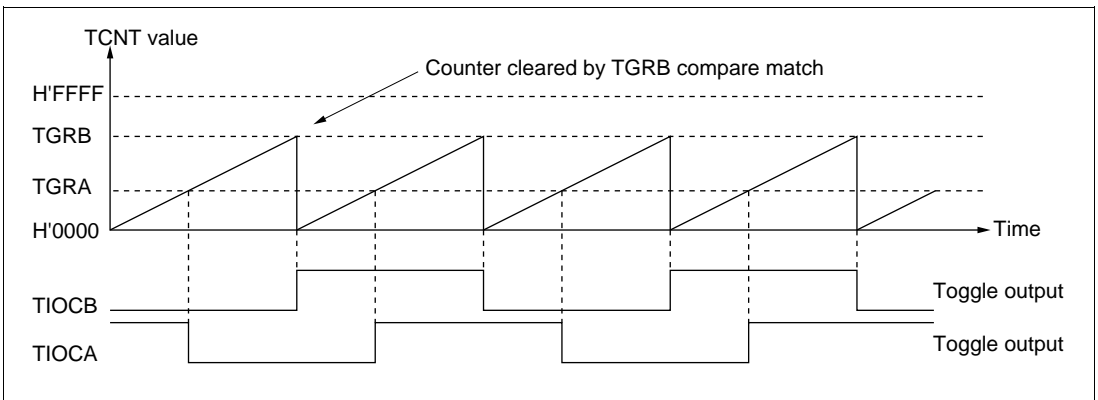 TCNT value
Counter cleared by TGRB compare match
H'FFFF
TGRB
TGRA
H'0000
Time
TIOCB
Toggle output
TIOCA
Toggle output